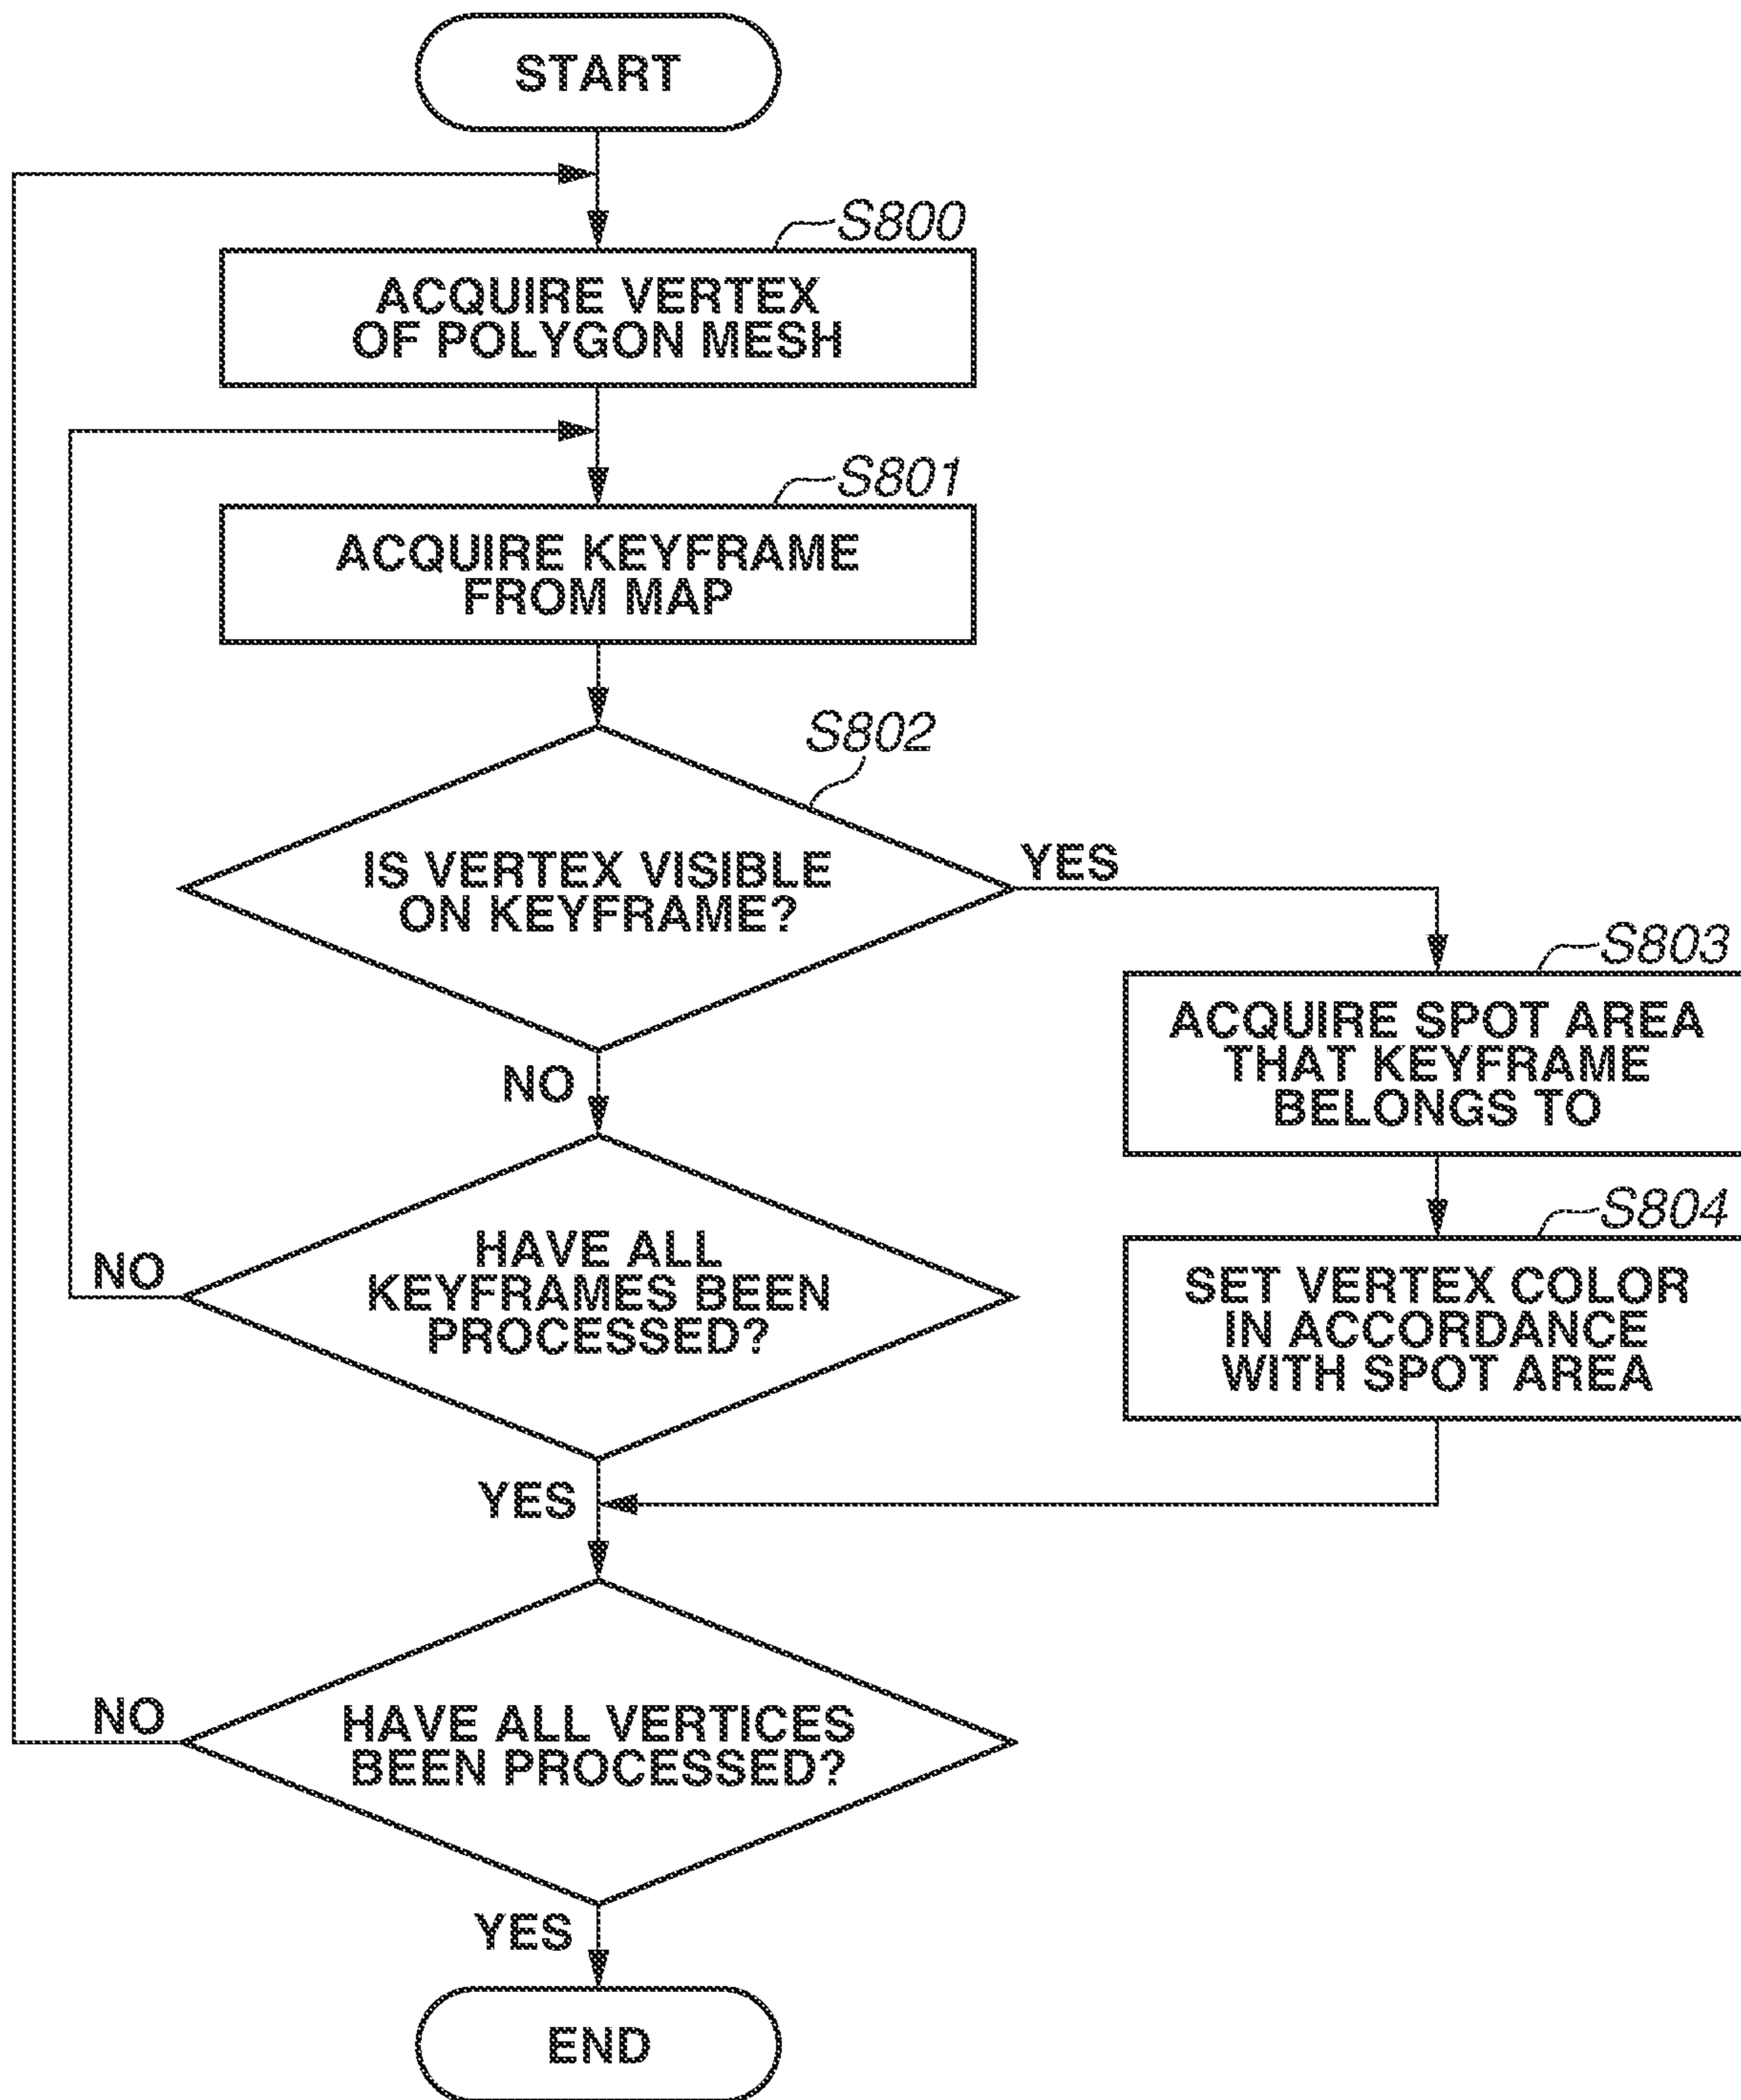 START
S800
ACQUIRE VERTEX
OF POLYGON MESH
S801
ACQUIRE KEYFRAME
FROM MAP
S802
IS VERTEX VISIBLE
ON KEYFRAME?
YES
NO
S803
ACQUIRE SPOT AREA
THAT KEYFRAME
BELONGS TO
S804
SET VERTEX COLOR
IN ACCORDANCE
WITH SPOT AREA
HAVE ALL
KEYFRAMES BEEN
PROCESSED?
NO
YES
HAVE ALL VERTICES
BEEN PROCESSED?
NO
YES
END